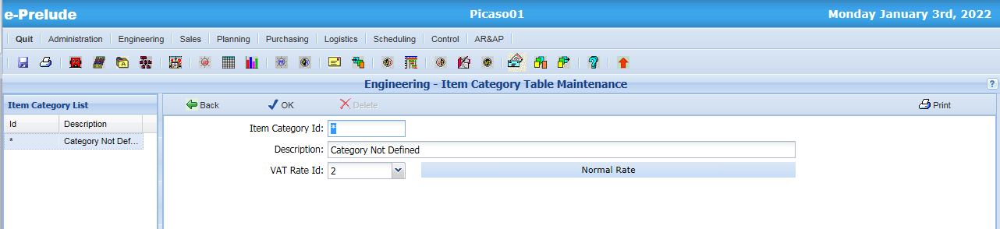 e-Prelude Picaso01 Monday January 3rd, 2022
Quit Administration Engineering Sales Planning Purchasing Logistics Scheduling Control AR&AP
Engineering - Item Category Table Maintenance ?
Item Category List Back OK Delete Print
Id Description
* Category Not Def...
Item Category Id: *
Description: Category Not Defined
VAT Rate Id: 2 Normal Rate